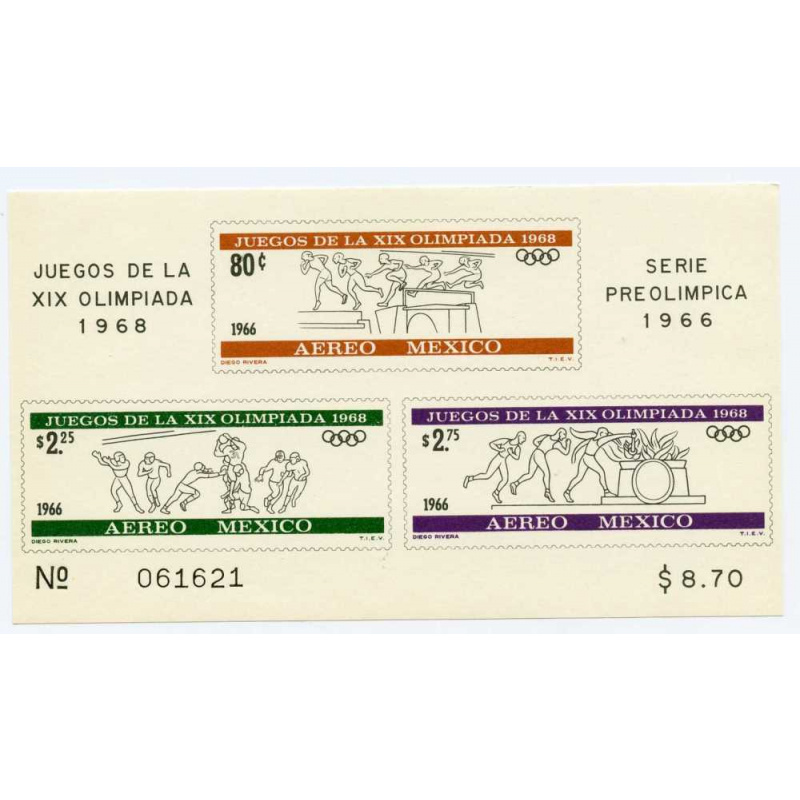 JUEGOS DE LA
XIX OLIMPIADA
1968
JUEGOS DE LA XIX OLIMPIADA 1968
80¢
1966
AEREO MEXICO
DIEGO RIVERA
T.I.E.V.
SERIE
PREOLIMPICA
1966
JUEGOS DE LA XIX OLIMPIADA 1968
$2.25
1966
AEREO MEXICO
DIEGO RIVERA
T.I.E.V.
JUEGOS DE LA XIX OLIMPIADA 1968
$2.75
1966
AEREO MEXICO
DIEGO RIVERA
T.I.E.V.
Nº 061621
$8.70